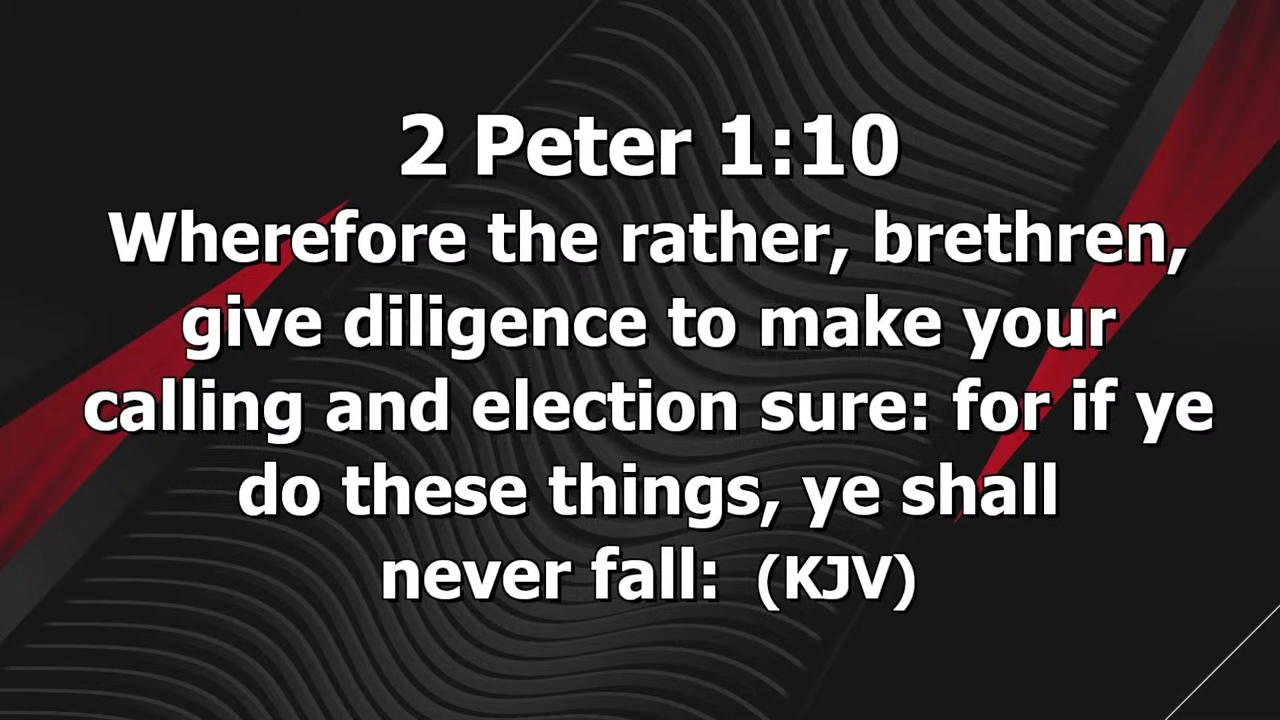 2 Peter 1:10
Wherefore the rather, brethren,
give diligence to make your
calling and election sure: for if ye
do these things, ye shall
never fall: (KJV)